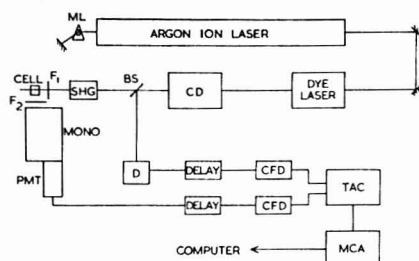 ML
ARGON ION LASER
CELL F₁ SHG BS CD DYE LASER
F₂
MONO
PMT
D DELAY CFD TAC
DELAY CFD
COMPUTER MCA